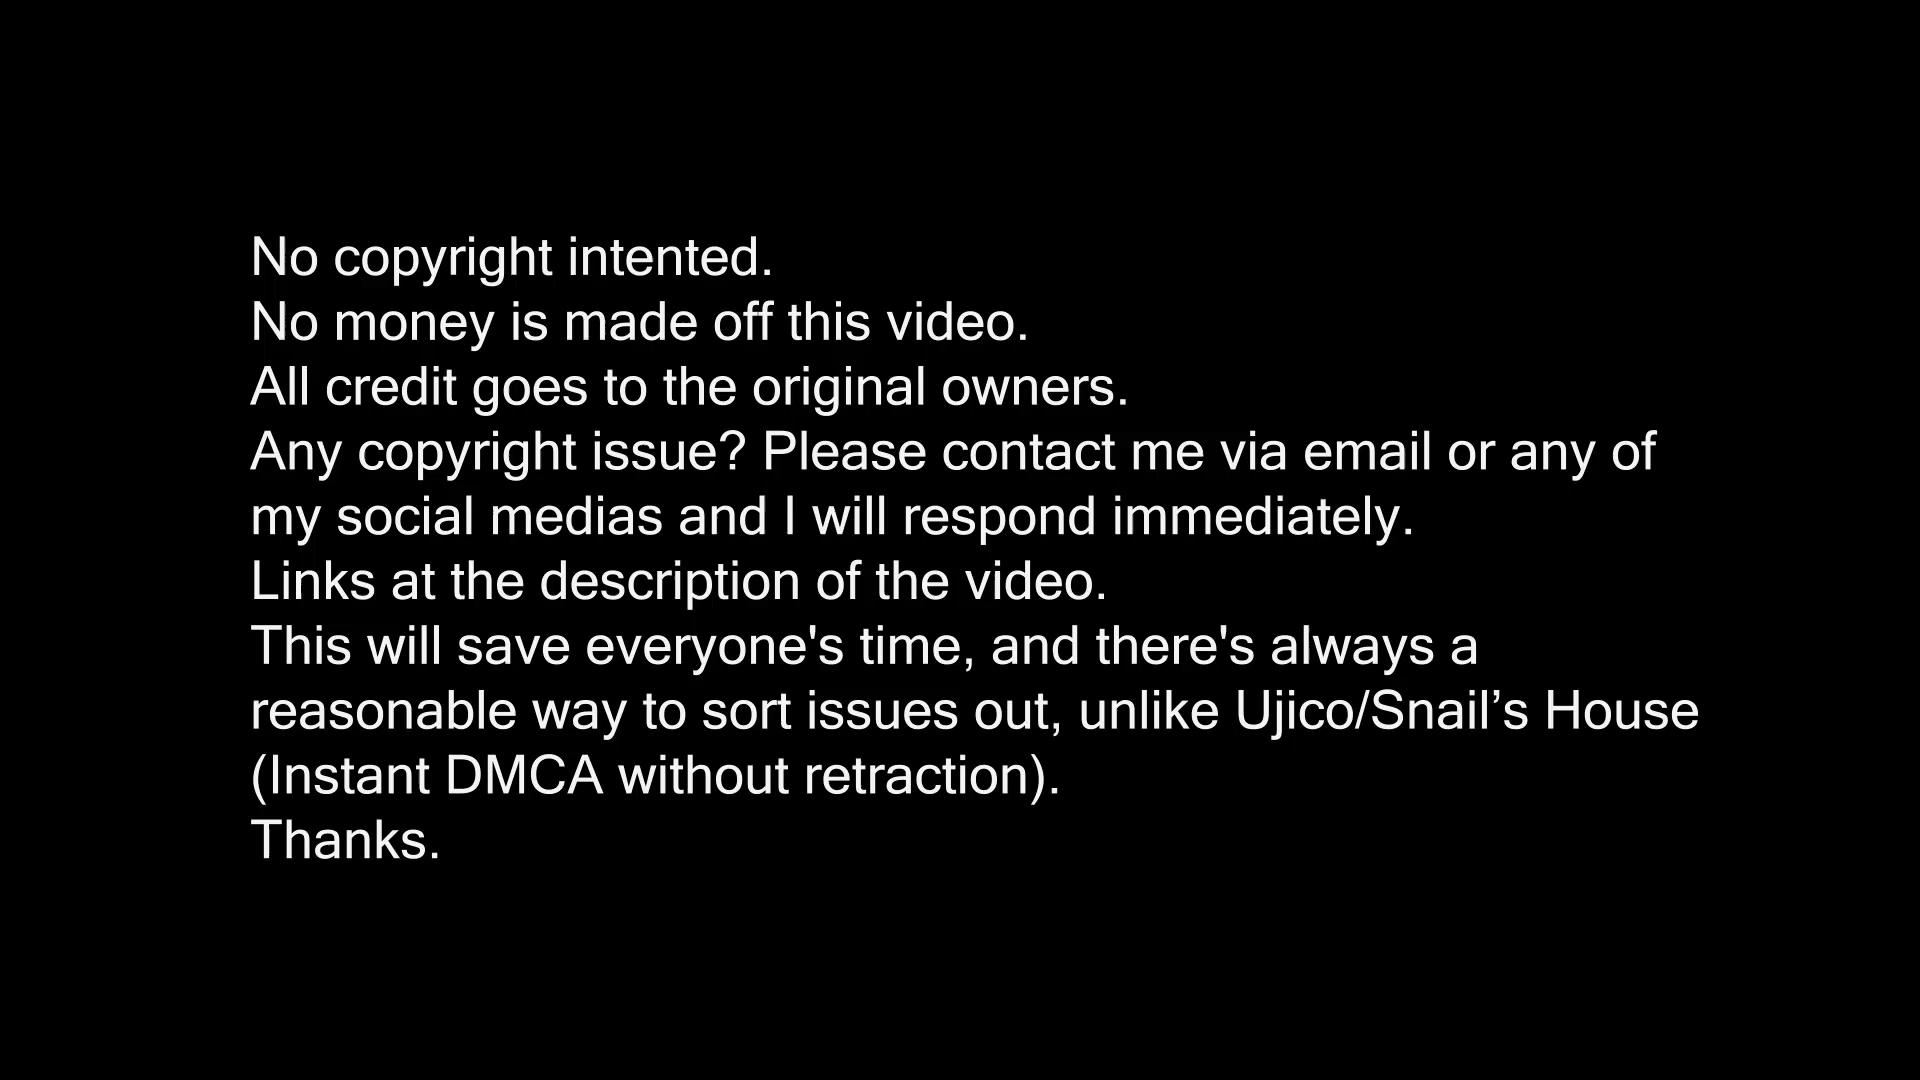 No copyright intented.
No money is made off this video.
All credit goes to the original owners.
Any copyright issue? Please contact me via email or any of
my social medias and I will respond immediately.
Links at the description of the video.
This will save everyone's time, and there's always a
reasonable way to sort issues out, unlike Ujico/Snail’s House
(Instant DMCA without retraction).
Thanks.